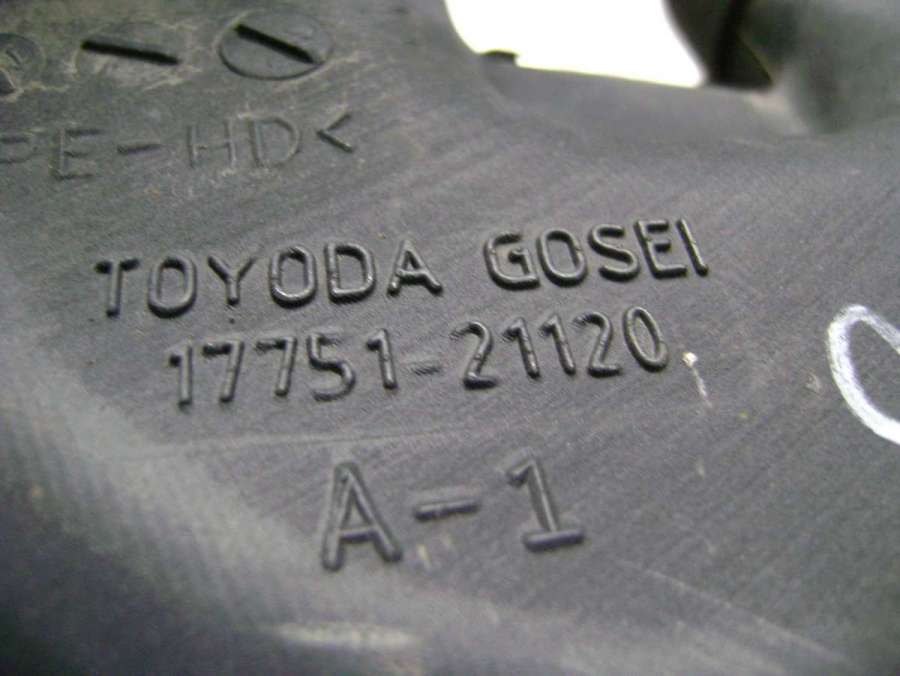 PE-HD<
TOYODA GOSEI
17751-21120
A-1